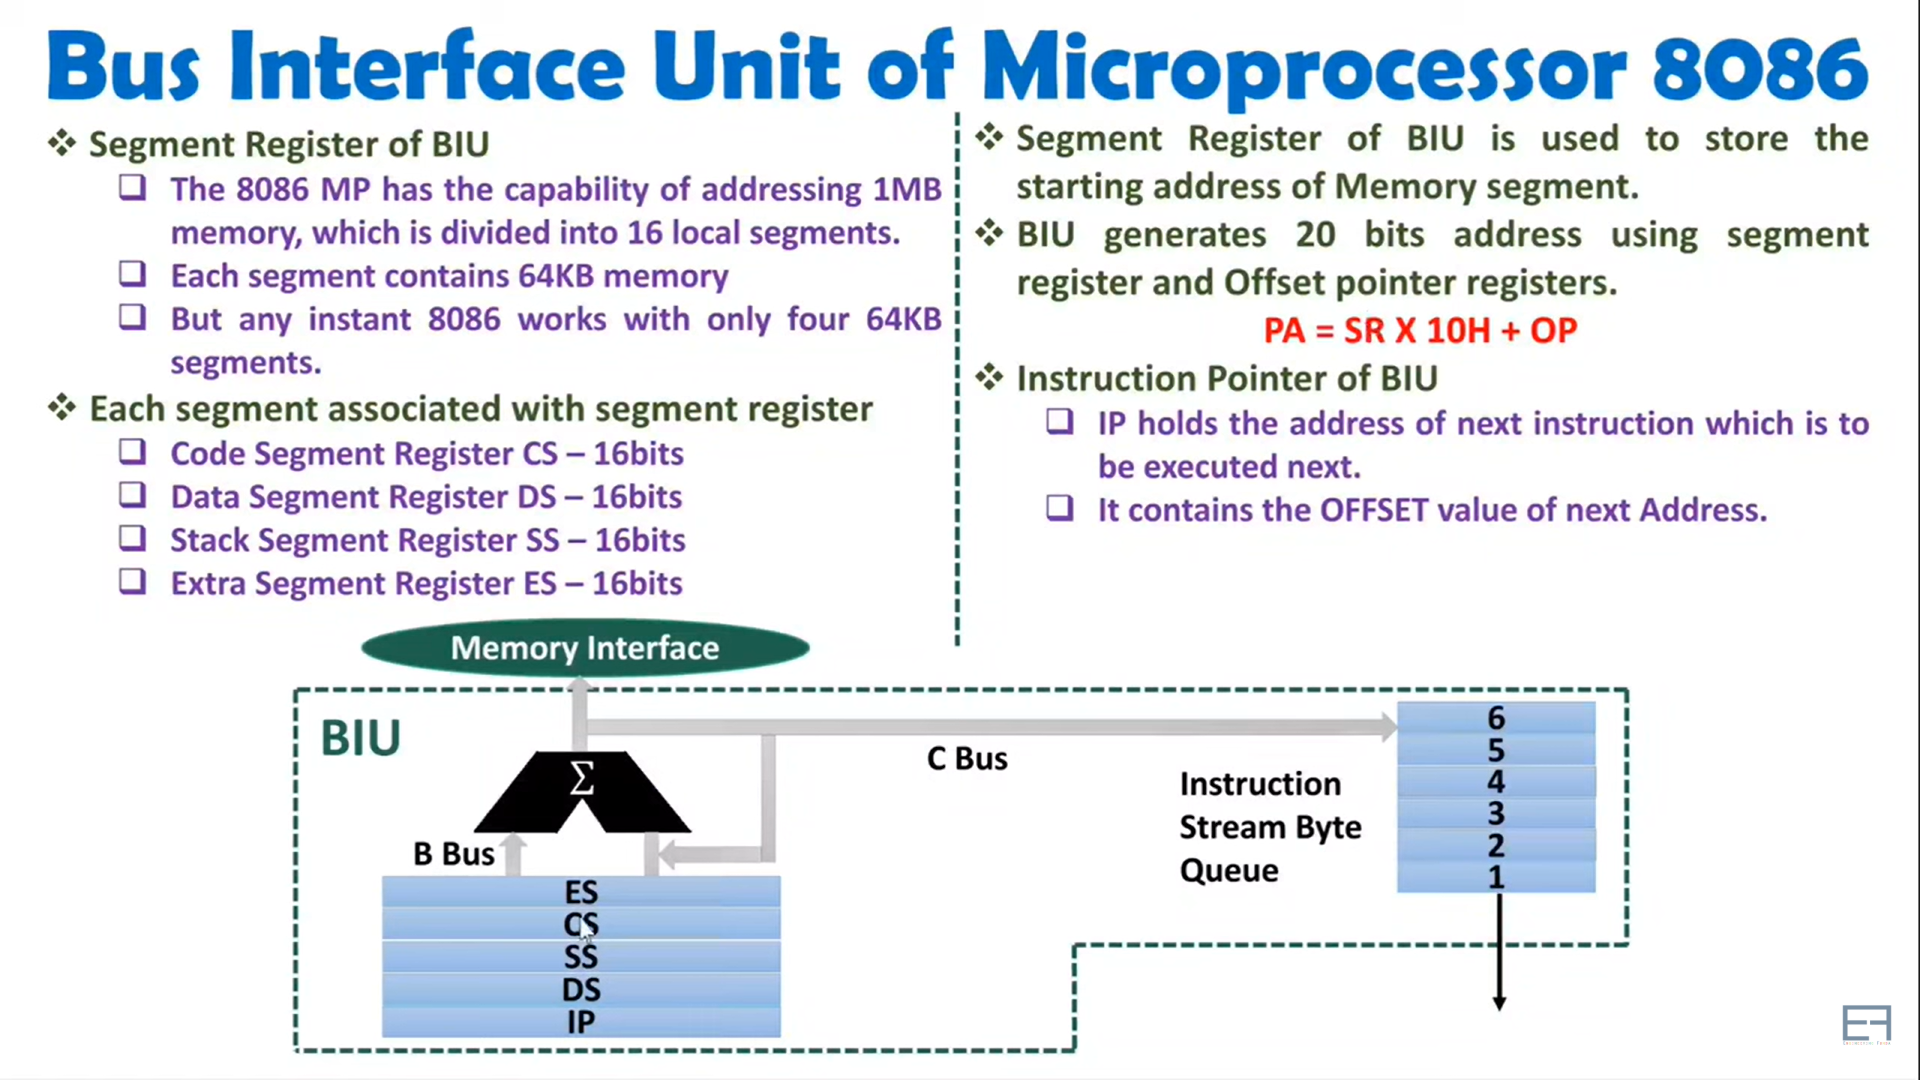 Bus Interface Unit of Microprocessor 8086
❖ Segment Register of BIU
❑ The 8086 MP has the capability of addressing 1MB
memory, which is divided into 16 local segments.
❑ Each segment contains 64KB memory
❑ But any instant 8086 works with only four 64KB
segments.
❖ Each segment associated with segment register
❑ Code Segment Register CS – 16bits
❑ Data Segment Register DS – 16bits
❑ Stack Segment Register SS – 16bits
❑ Extra Segment Register ES – 16bits
❖ Segment Register of BIU is used to store the
starting address of Memory segment.
❖ BIU generates 20 bits address using segment
register and Offset pointer registers.
PA = SR X 10H + OP
❖ Instruction Pointer of BIU
❑ IP holds the address of next instruction which is to
be executed next.
❑ It contains the OFFSET value of next Address.
Memory Interface
BIU
Σ
B Bus
C Bus
ES
CS
SS
DS
IP
Instruction
Stream Byte
Queue
6
5
4
3
2
1
EF